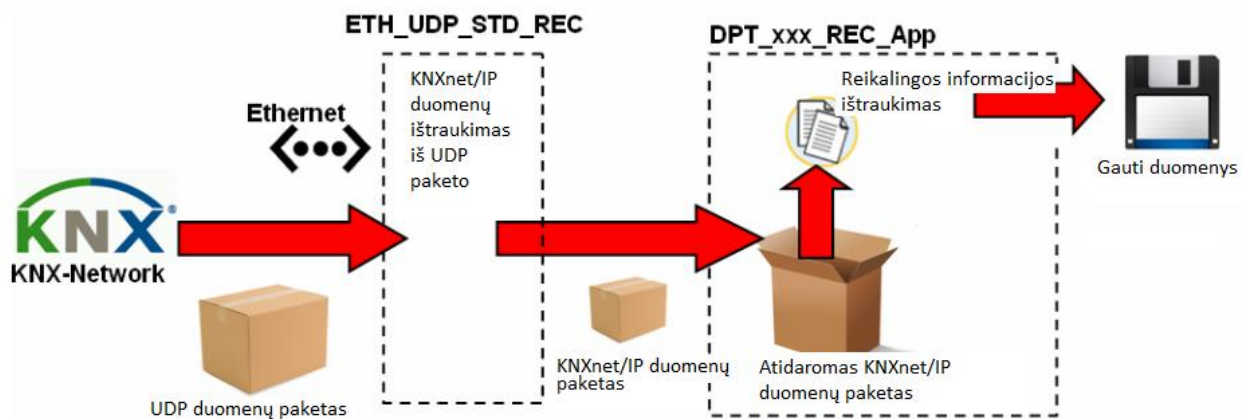 ETH_UDP_STD_REC
DPT_xxx_REC_App
KNXnet/IP
duomenų
ištraukimas
iš UDP
paketo
Ethernet
Reikalingos informacijos
ištraukimas
Gauti duomenys
KNX®
KNX-Network
UDP duomenų paketas
KNXnet/IP duomenų
paketas
Atidaromas KNXnet/IP
duomenų paketas